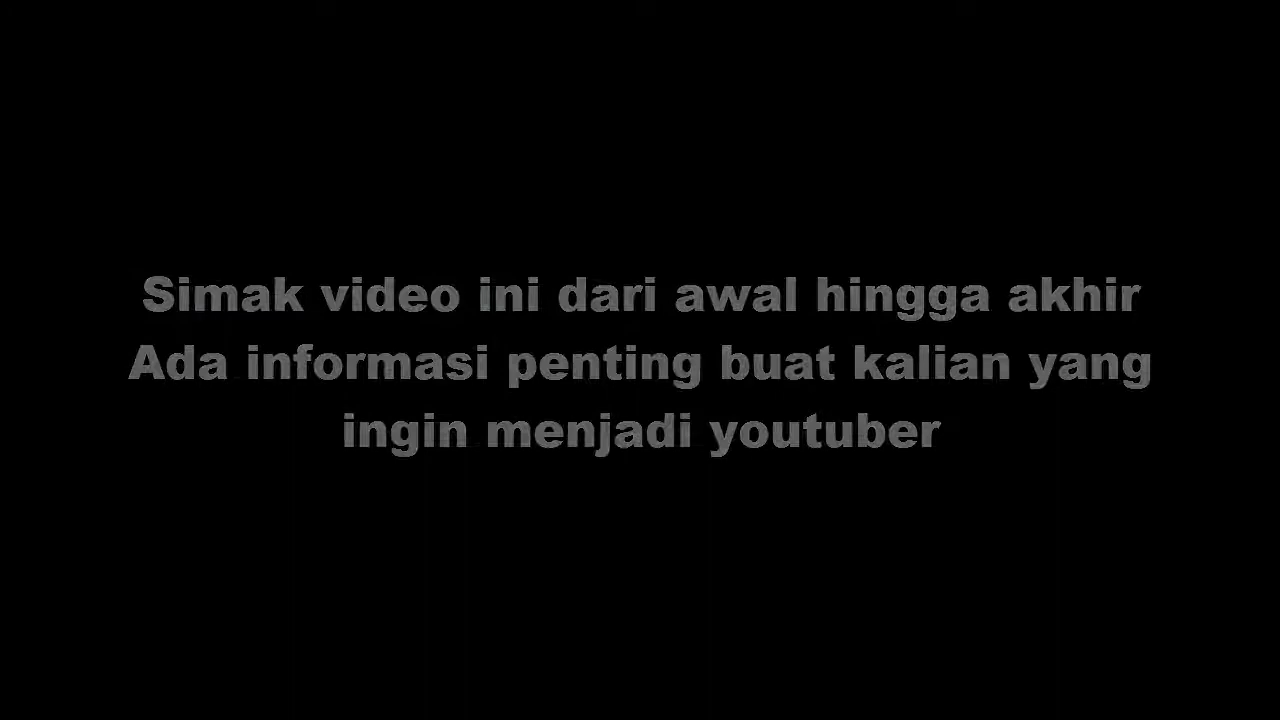 Simak video ini dari awal hingga akhir
Ada informasi penting buat kalian yang
ingin menjadi youtuber